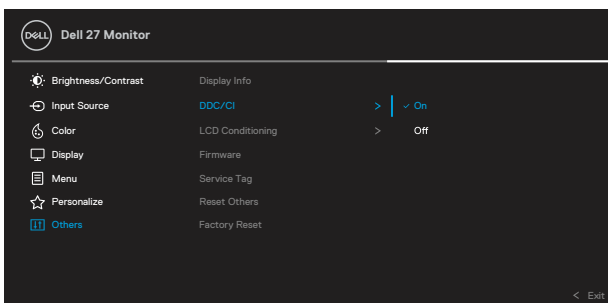 DELL Dell 27 Monitor
Brightness/Contrast Display Info
Input Source DDC/CI > ✓ On
Color LCD Conditioning > Off
Display Firmware
Menu Service Tag
Personalize Reset Others
Others Factory Reset
< Exit